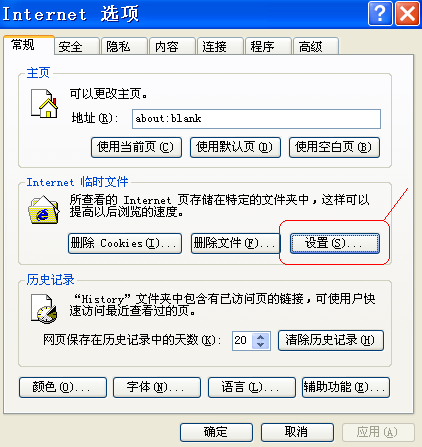 Internet 选项
常规 安全 隐私 内容 连接 程序 高级
主页
可以更改主页。
地址(R): about:blank
使用当前页(C) 使用默认页(D) 使用空白页(B)
Internet 临时文件
所查看的 Internet 页存储在特定的文件夹中，这样可以
提高以后浏览的速度。
删除 Cookies(I)... 删除文件(F)... 设置(S)...
历史记录
“History”文件夹中包含有已访问页的链接，可使用户快
速访问最近查看过的页。
网页保存在历史记录中的天数(K): 20 清除历史记录(H)
颜色(O)... 字体(N)... 语言(L)... 辅助功能(E)...
确定 取消 应用(A)